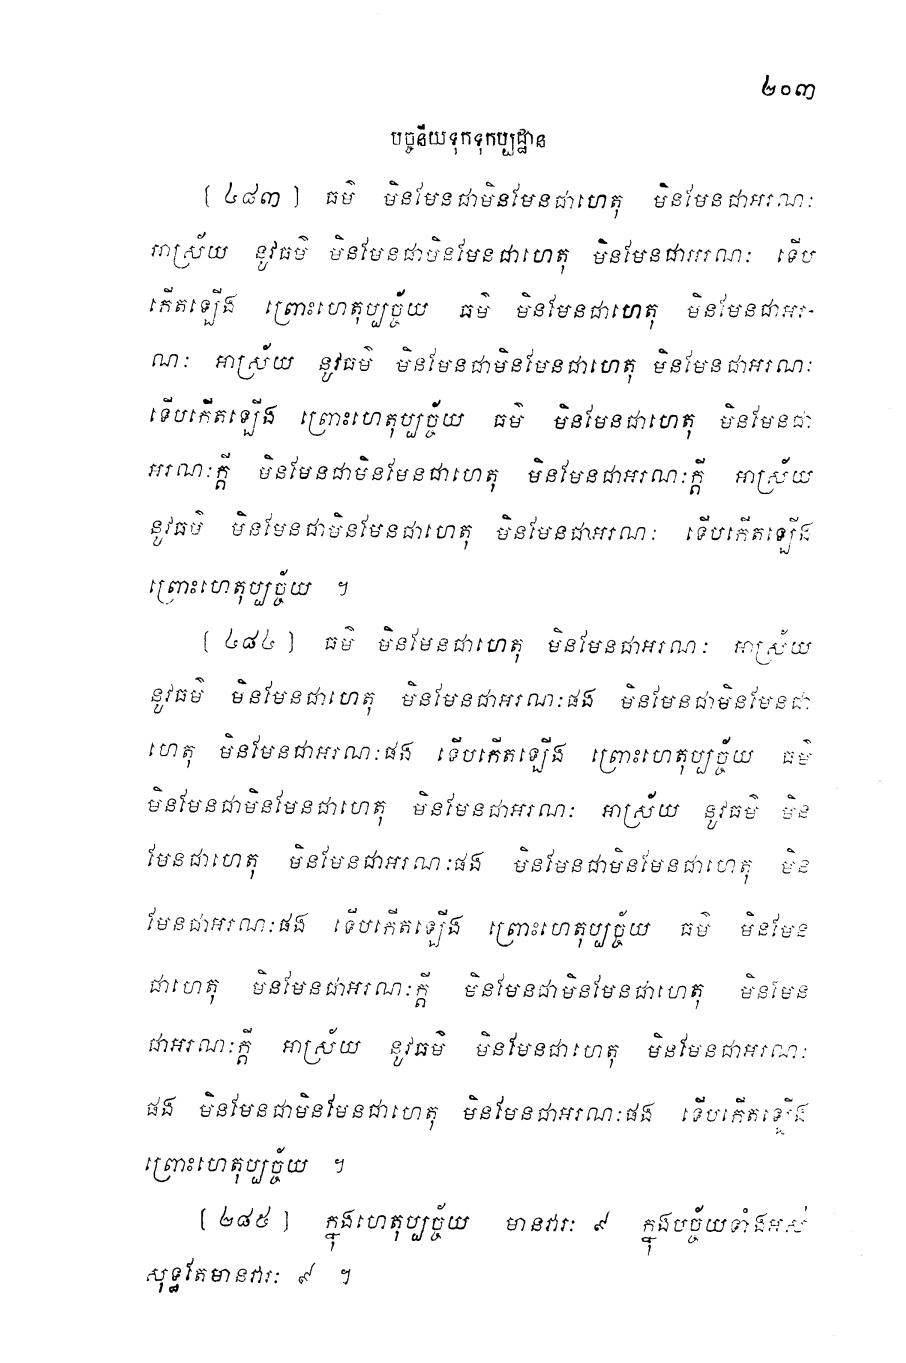 ២០៣
បច្ចនីយទុកទុកប្បដ្ឋាន
[ ៤៨៣ ] ធម៌ មិនមែនជាមិនមែនជាហេតុ មិនមែនជាអរណៈ
អាស្រ័យ នូវធម៌ មិនមែនជាមិនមែនជាហេតុ មិនមែនជាអរណៈ ទើប
កើតឡើង ព្រោះហេតុប្បច្ច័យ ធម៌ មិនមែនជាហេតុ មិនមែនជាអរ-
ណៈ អាស្រ័យ នូវធម៌ មិនមែនជាមិនមែនជាហេតុ មិនមែនជាអរណៈ
ទើបកើតឡើង ព្រោះហេតុប្បច្ច័យ ធម៌ មិនមែនជាហេតុ មិនមែនជា
អរណៈក្តី មិនមែនជាមិនមែនជាហេតុ មិនមែនជាអរណៈក្តី អាស្រ័យ
នូវធម៌ មិនមែនជាមិនមែនជាហេតុ មិនមែនជាអរណៈ ទើបកើតឡើង
ព្រោះហេតុប្បច្ច័យ ។
[ ៤៨៤ ] ធម៌ មិនមែនជាហេតុ មិនមែនជាអរណៈ អាស្រ័យ
នូវធម៌ មិនមែនជាហេតុ មិនមែនជាអរណៈផង មិនមែនជាមិនមែនជា
ហេតុ មិនមែនជាអរណៈផង ទើបកើតឡើង ព្រោះហេតុប្បច្ច័យ ធម៌
មិនមែនជាមិនមែនជាហេតុ មិនមែនជាអរណៈ អាស្រ័យ នូវធម៌ មិន
មែនជាហេតុ មិនមែនជាអរណៈផង មិនមែនជាមិនមែនជាហេតុ មិន
មែនជាអរណៈផង ទើបកើតឡើង ព្រោះហេតុប្បច្ច័យ ធម៌ មិនមែន
ជាហេតុ មិនមែនជាអរណៈក្តី មិនមែនជាមិនមែនជាហេតុ មិនមែន
ជាអរណៈក្តី អាស្រ័យ នូវធម៌ មិនមែនជាហេតុ មិនមែនជាអរណៈ
ផង មិនមែនជាមិនមែនជាហេតុ មិនមែនជាអរណៈផង ទើបកើតឡើង
ព្រោះហេតុប្បច្ច័យ ។
[ ២៨៥ ] ក្នុងហេតុប្បច្ច័យ មានវារៈ ៩ ក្នុងបច្ច័យទាំងអស់
សុទ្ធតែមានវារៈ ៩ ។